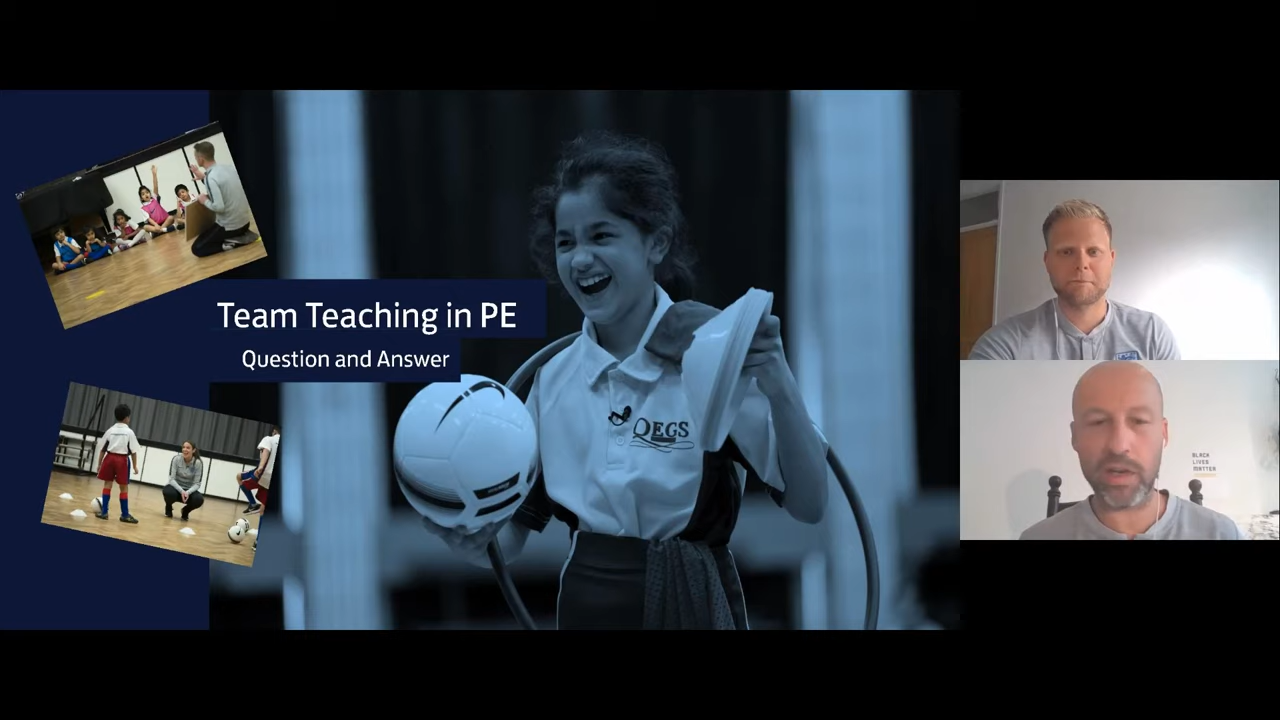 Team Teaching in PE
Question and Answer
QEGS
BLACK
LIVES
MATTER